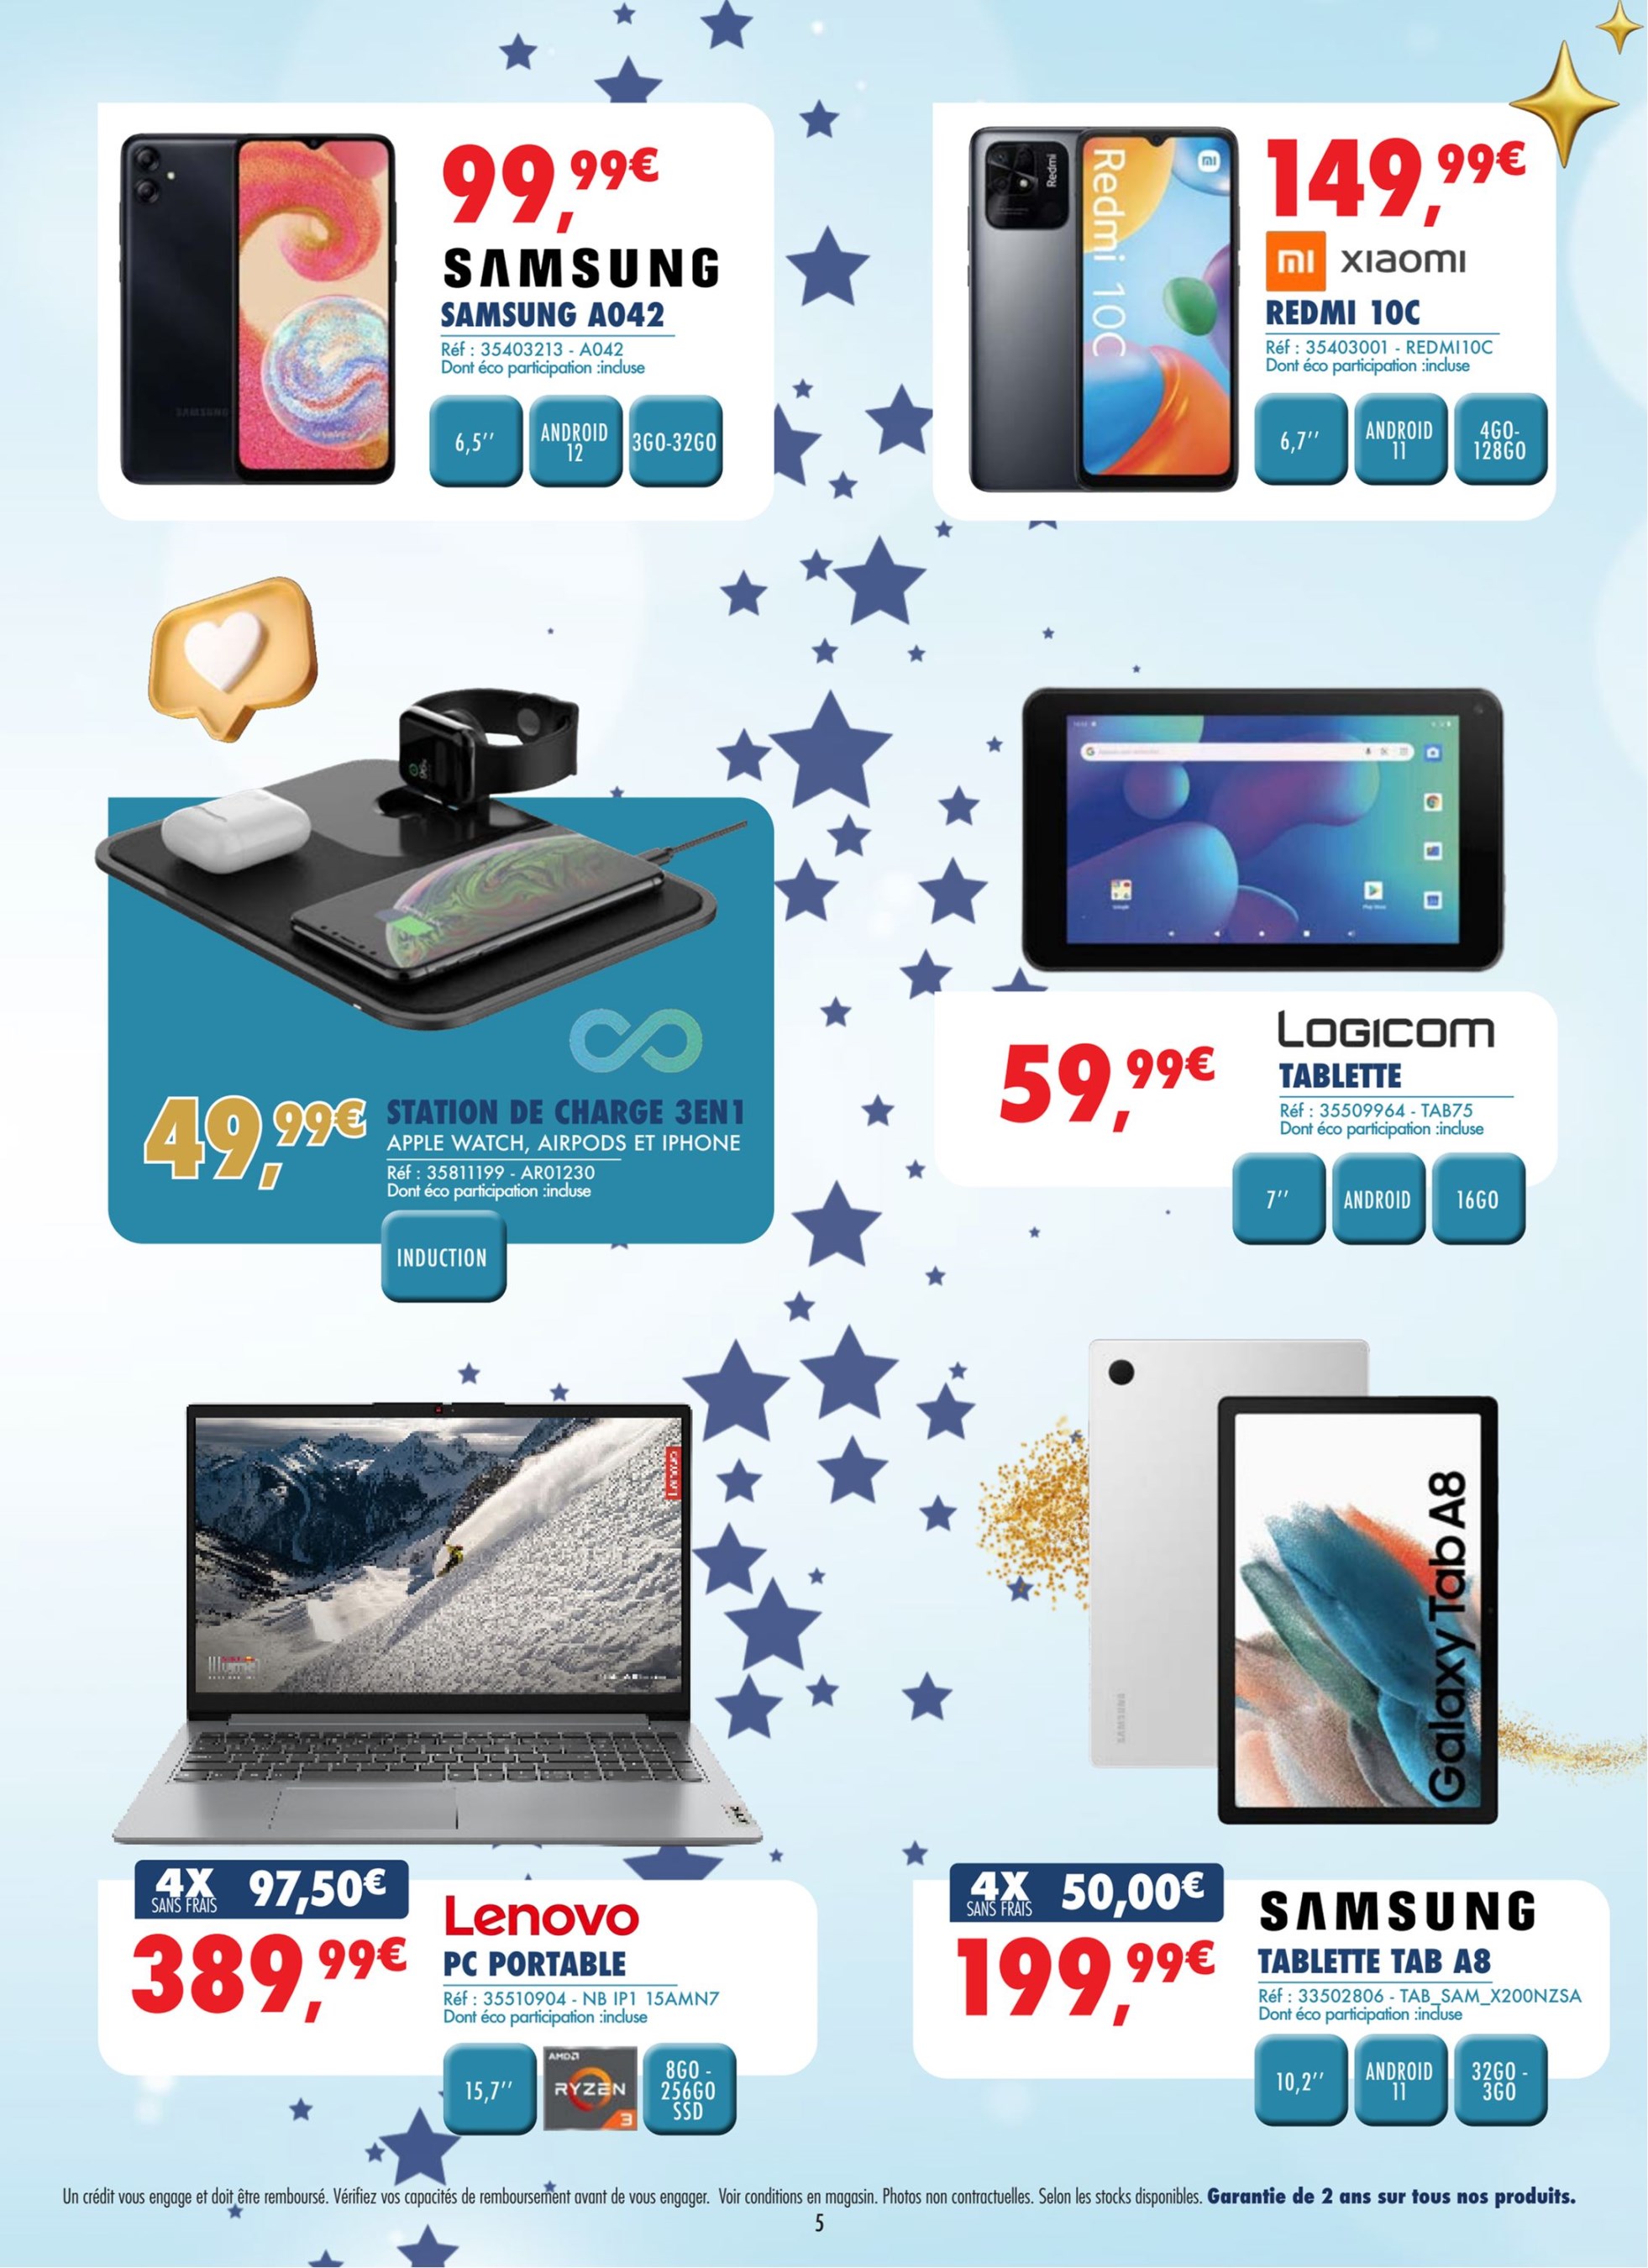 99,99€
SAMSUNG
SAMSUNG A042
Réf : 35403213 - A042
Dont éco participation :incluse
6,5’’
ANDROID
12
3GO-32GO
SAMSUNG
Redmi
Redmi 10C
mi
149,99€
mi xiaomi
REDMI 10C
Réf : 35403001 - REDMI10C
Dont éco participation :incluse
6,7’’
ANDROID
11
4GO-
128GO
49,99€
STATION DE CHARGE 3EN1
APPLE WATCH, AIRPODS ET IPHONE
Réf : 35811199 - AR01230
Dont éco participation :incluse
INDUCTION
59,99€
LOGICOM
TABLETTE
Réf : 35509964 - TAB75
Dont éco participation :incluse
7’’
ANDROID
16GO
4X
SANS FRAIS
97,50€
389,99€
Lenovo
PC PORTABLE
Réf : 35510904 - NB IP1 15AMN7
Dont éco participation :incluse
15,7’’
AMD
RYZEN
3
8GO -
256GO
SSD
SAMSUNG
Galaxy Tab A8
4X
SANS FRAIS
50,00€
199,99€
SAMSUNG
TABLETTE TAB A8
Réf : 33502806 - TAB_SAM_X200NZSA
Dont éco participation :incluse
10,2’’
ANDROID
11
32GO -
3GO
Un crédit vous engage et doit être remboursé. Vérifiez vos capacités de remboursement avant de vous engager. Voir conditions en magasin. Photos non contractuelles. Selon les stocks disponibles. Garantie de 2 ans sur tous nos produits.
5